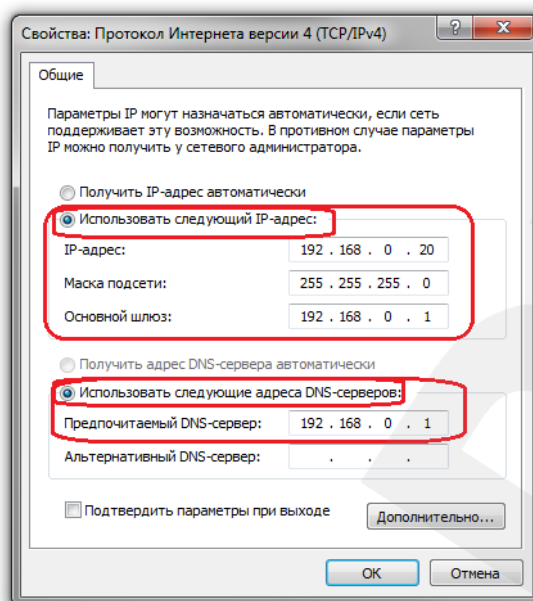 Свойства: Протокол Интернета версии 4 (TCP/IPv4)
Общие
Параметры IP могут назначаться автоматически, если сеть
поддерживает эту возможность. В противном случае параметры
IP можно получить у сетевого администратора.
Получить IP-адрес автоматически
Использовать следующий IP-адрес:
IP-адрес: 192 . 168 . 0 . 20
Маска подсети: 255 . 255 . 255 . 0
Основной шлюз: 192 . 168 . 0 . 1
Получить адрес DNS-сервера автоматически
Использовать следующие адреса DNS-серверов:
Предпочитаемый DNS-сервер: 192 . 168 . 0 . 1
Альтернативный DNS-сервер: . . .
Подтвердить параметры при выходе
Дополнительно...
ОК Отмена